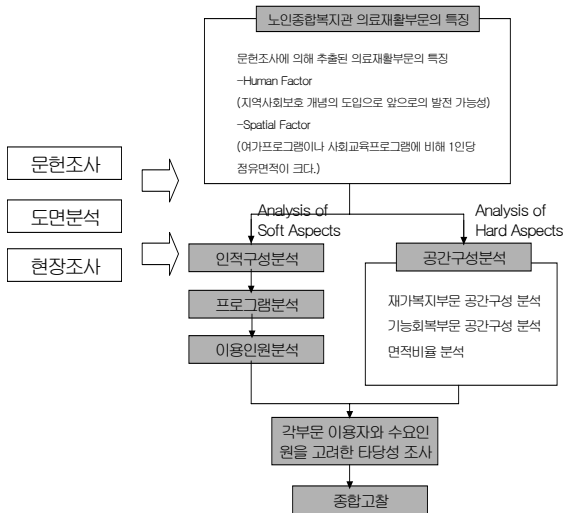 노인종합복지관 의료재활부문의 특징
문헌조사에 의해 추출된 의료재활부문의 특징
-Human Factor
(지역사회보호 개념의 도입으로 앞으로의 발전 가능성)
-Spatial Factor
(여가프로그램이나 사회교육프로그램에 비해 1인당
점유면적이 크다.)
문헌조사
도면분석
현장조사
Analysis of
Soft Aspects
Analysis of
Hard Aspects
인적구성분석
프로그램분석
이용인원분석
공간구성분석
재가복지부문 공간구성 분석
기능회복부문 공간구성 분석
면적비율 분석
각부문 이용자와 수요인
원을 고려한 타당성 조사
종합고찰